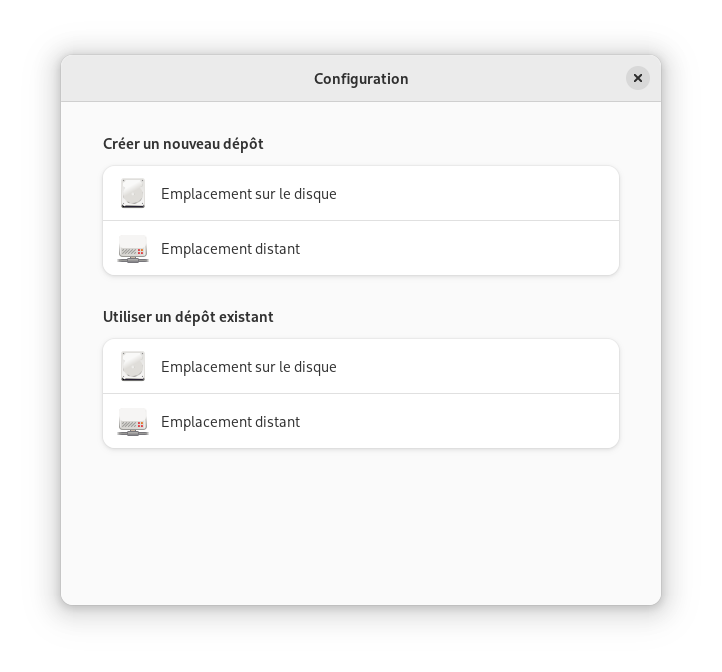 Configuration
Créer un nouveau dépôt
Emplacement sur le disque
Emplacement distant
Utiliser un dépôt existant
Emplacement sur le disque
Emplacement distant